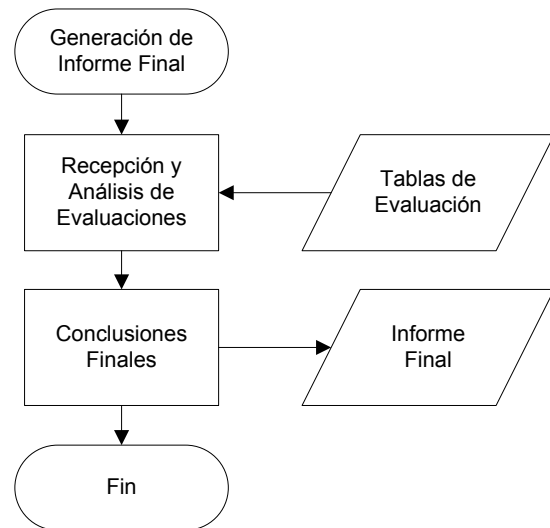 Generación de
Informe Final
Recepción y
Análisis de
Evaluaciones
Tablas de
Evaluación
Conclusiones
Finales
Informe
Final
Fin